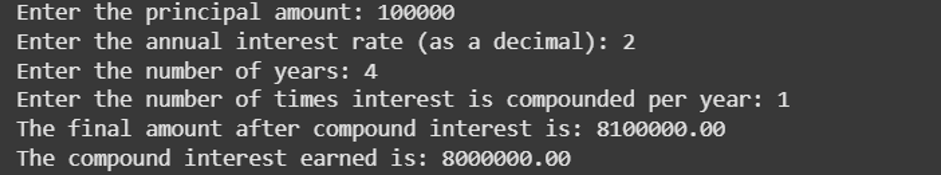 Enter the principal amount: 100000
Enter the annual interest rate (as a decimal): 2
Enter the number of years: 4
Enter the number of times interest is compounded per year: 1
The final amount after compound interest is: 8100000.00
The compound interest earned is: 8000000.00